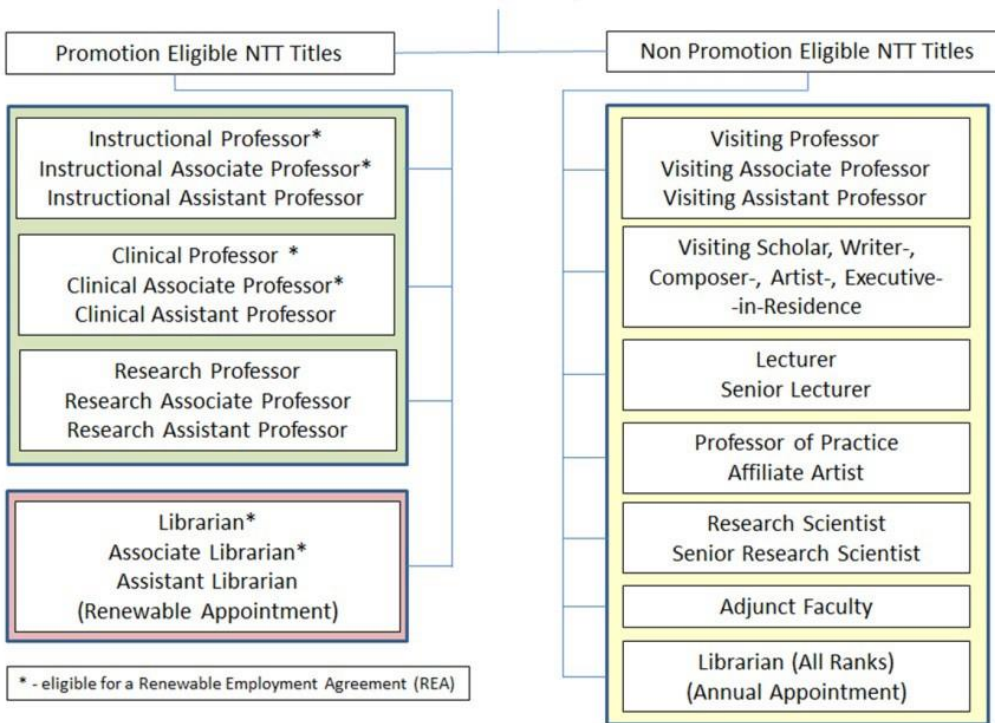 Promotion Eligible NTT Titles
Instructional Professor*
Instructional Associate Professor*
Instructional Assistant Professor
Clinical Professor *
Clinical Associate Professor*
Clinical Assistant Professor
Research Professor
Research Associate Professor
Research Assistant Professor
Librarian*
Associate Librarian*
Assistant Librarian
(Renewable Appointment)
* - eligible for a Renewable Employment Agreement (REA)
Non Promotion Eligible NTT Titles
Visiting Professor
Visiting Associate Professor
Visiting Assistant Professor
Visiting Scholar, Writer-,
Composer-, Artist-, Executive-
-in-Residence
Lecturer
Senior Lecturer
Professor of Practice
Affiliate Artist
Research Scientist
Senior Research Scientist
Adjunct Faculty
Librarian (All Ranks)
(Annual Appointment)